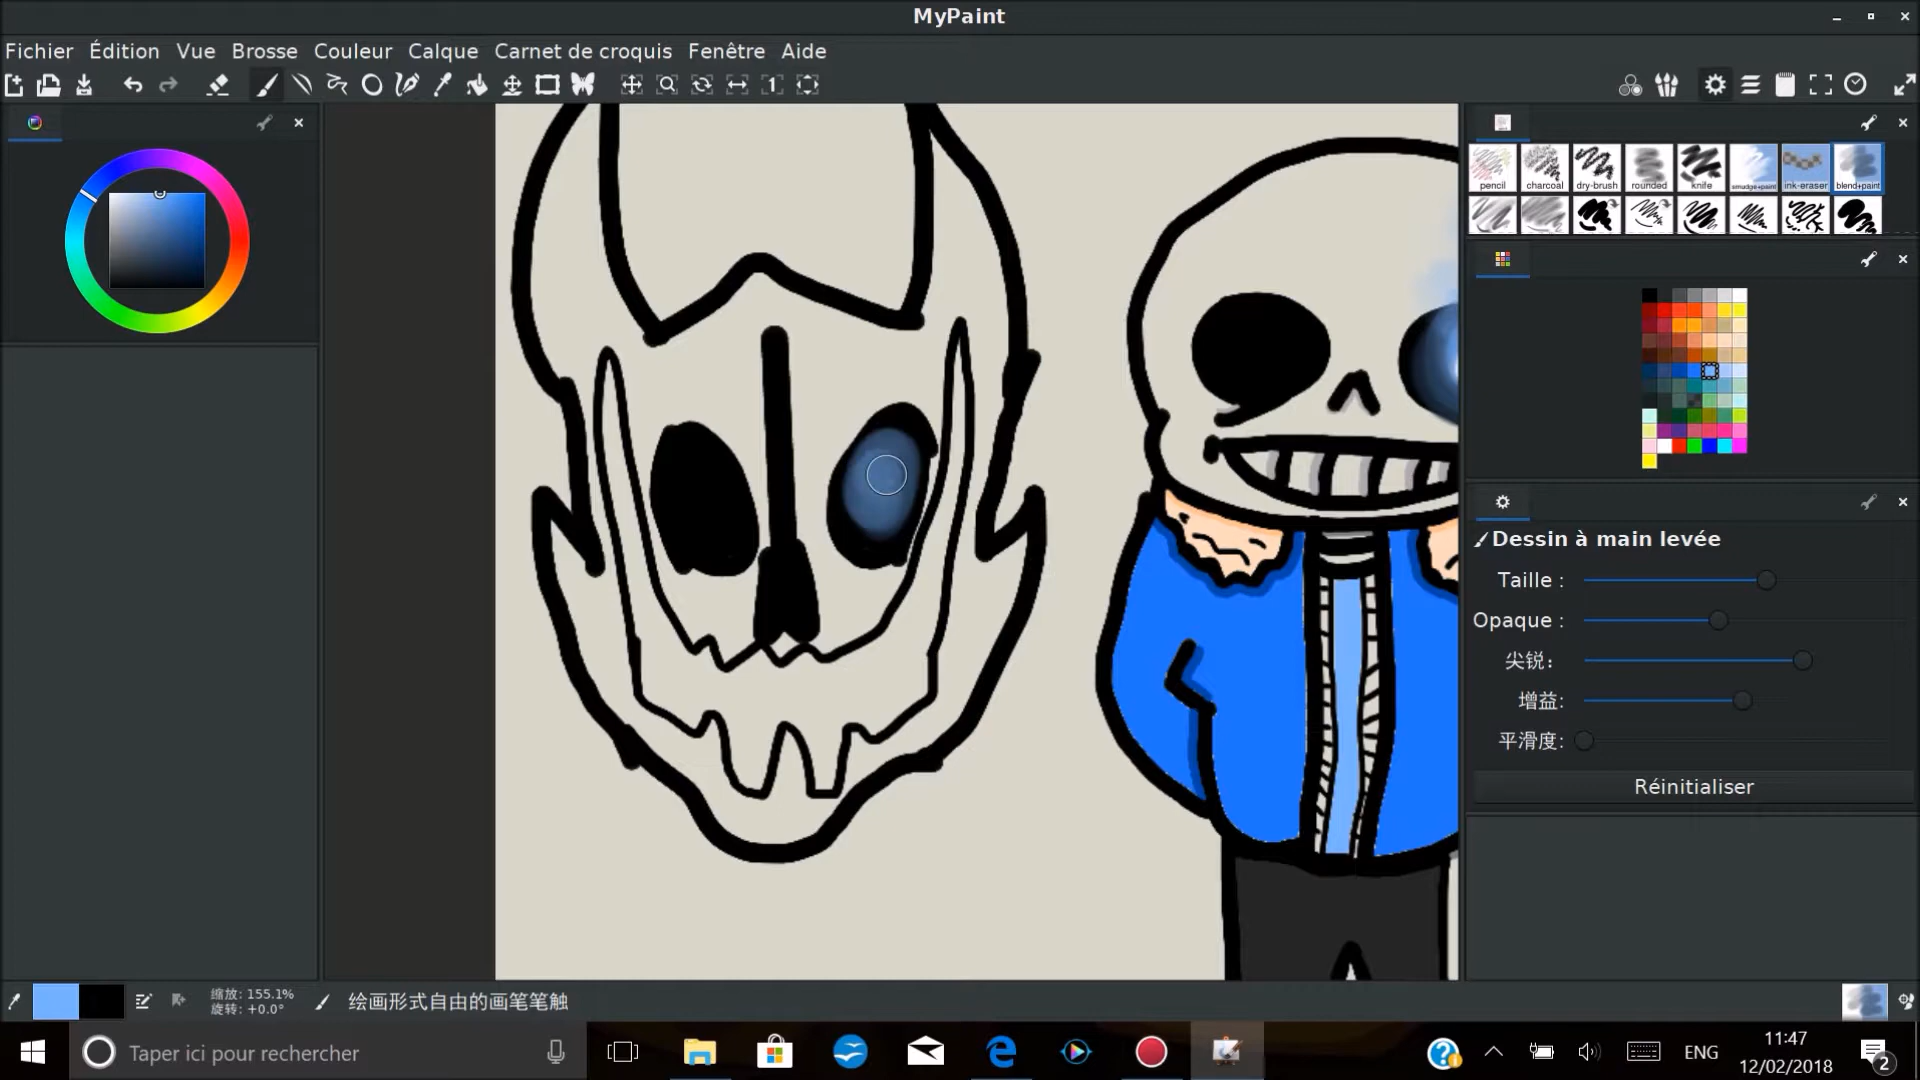 MyPaint
Fichier Édition Vue Brosse Couleur Calque Carnet de croquis Fenêtre Aide
pencil charcoal dry-brush rounded knife smudge+paint ink-eraser blend+paint
Dessin à main levée
Taille :
Opaque :
尖锐：
增益:
平滑度:
Réinitialiser
缩放: 155.1%
旋转: +0.0°
绘画形式自由的画笔笔触
Taper ici pour rechercher
ENG
11:47
12/02/2018
2